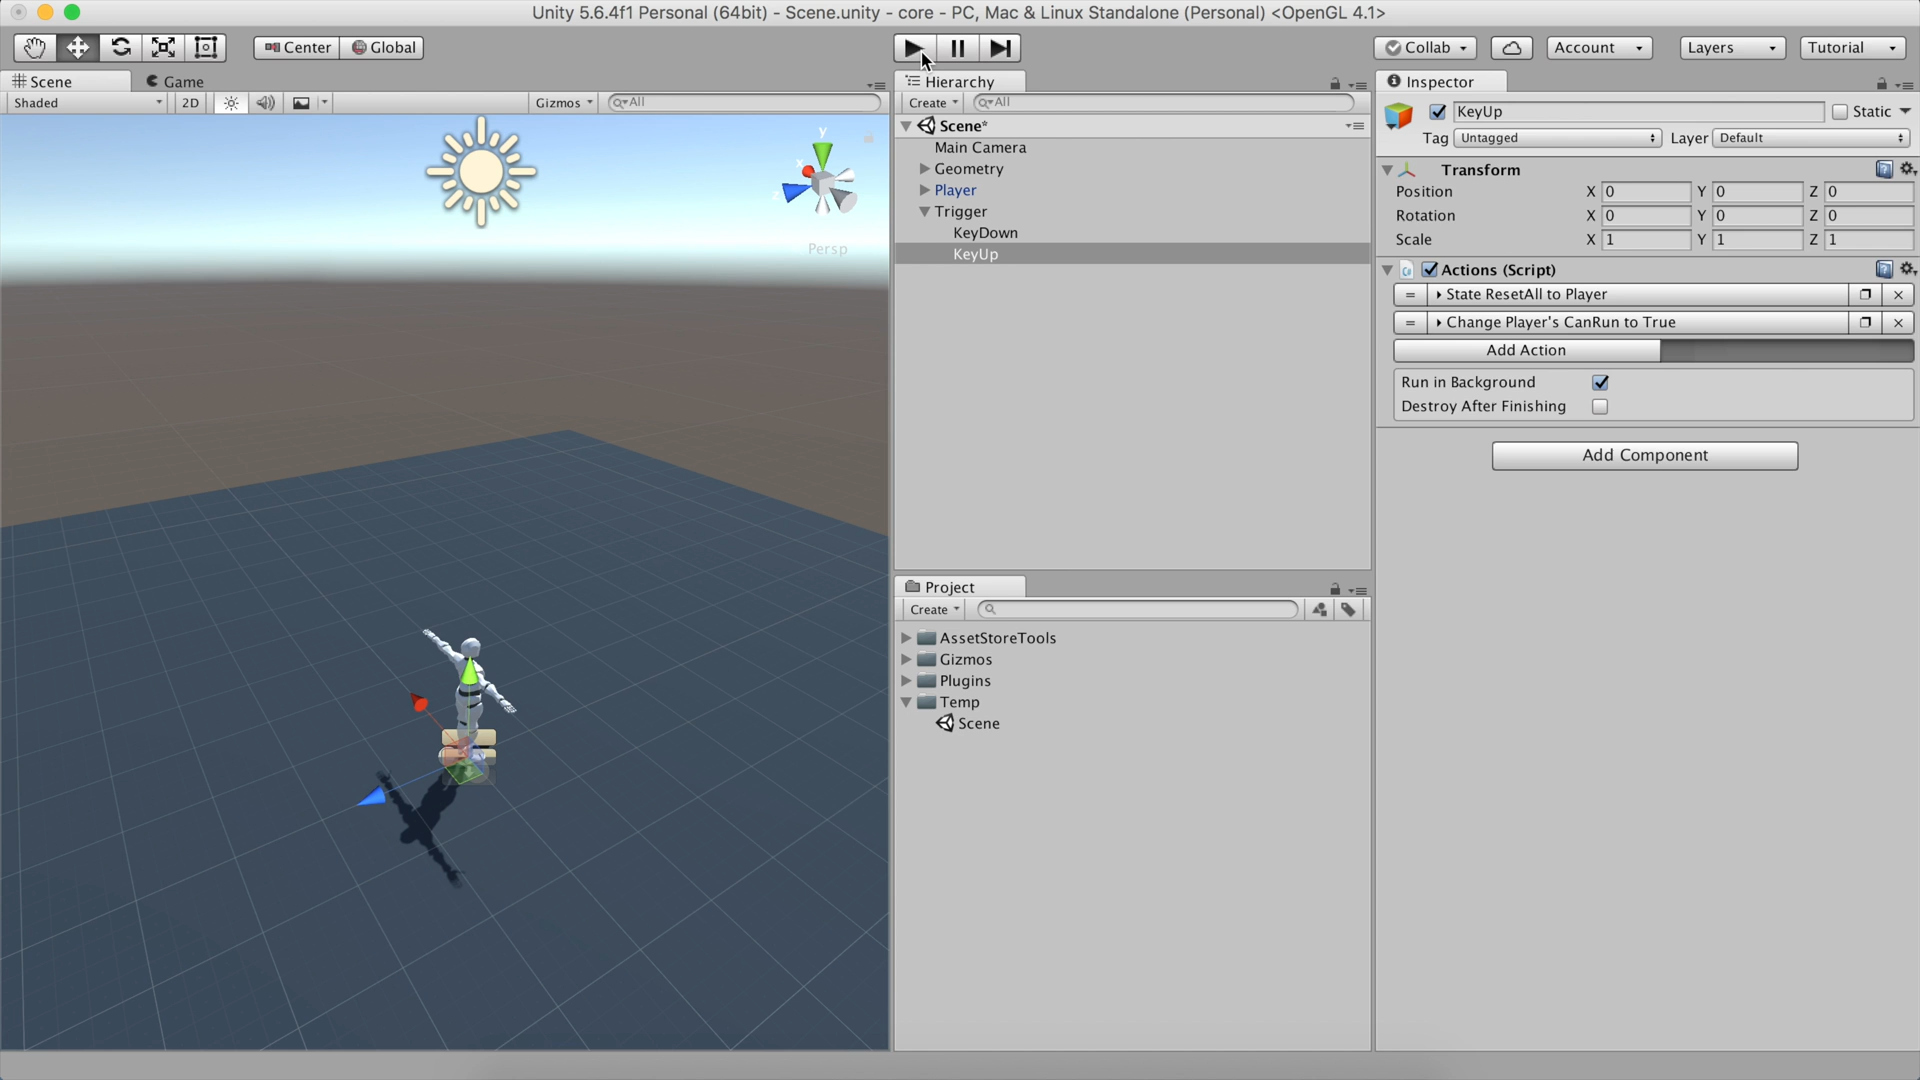 Unity 5.6.4f1 Personal (64bit) - Scene.unity - core - PC, Mac & Linux Standalone (Personal) <OpenGL 4.1>
Center Global Collab Account Layers Tutorial
Scene Game
Shaded 2D Gizmos All
y
x
z
Persp
Hierarchy
Create All
Scene*
Main Camera
Geometry
Player
Trigger
KeyDown
KeyUp
Project
Create
AssetStoreTools
Gizmos
Plugins
Temp
Scene
Inspector
KeyUp Static
Tag Untagged Layer Default
Transform
Position X 0 Y 0 Z 0
Rotation X 0 Y 0 Z 0
Scale X 1 Y 1 Z 1
Actions (Script)
State ResetAll to Player
Change Player's CanRun to True
Add Action
Run in Background
Destroy After Finishing
Add Component